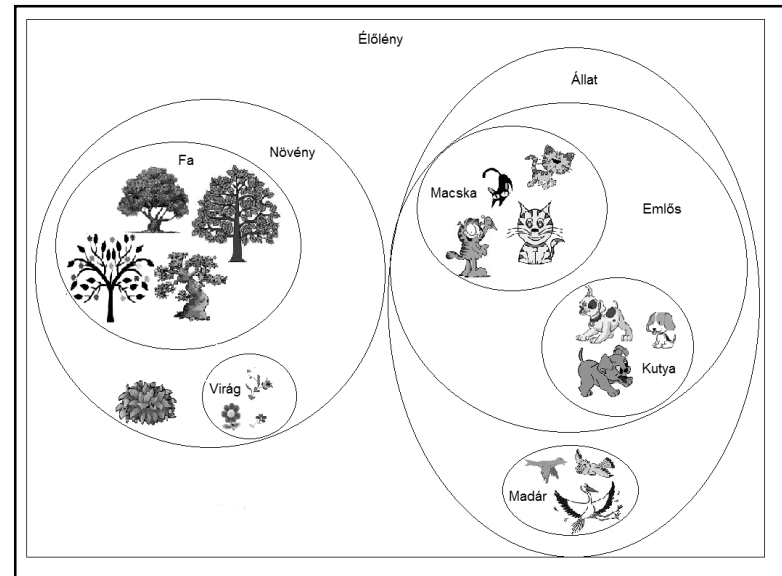 Élőlény
Állat
Növény
Fa
Macska
Emlős
Virág
Kutya
Madár